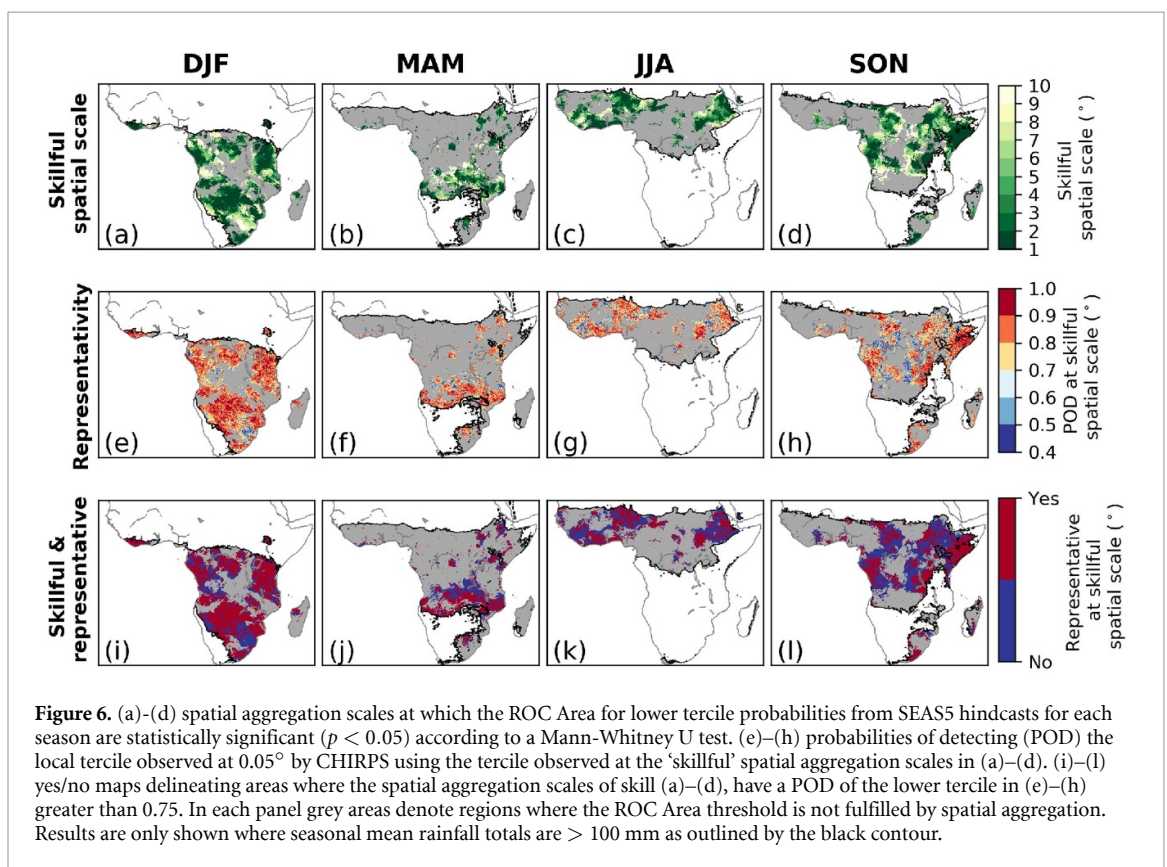 DJF MAM JJA SON
Skillful
spatial scale
(a) (b) (c) (d)
10
9
8
7
6
5
4
3
2
1
Skillful
spatial scale (°)
Representivity
(e) (f) (g) (h)
1.0
0.9
0.8
0.7
0.6
0.5
0.4
POD at skillful
spatial scale (°)
Skillful &
representative
(i) (j) (k) (l)
Yes
No
Representative
at skillful
spatial scale (°)
Figure 6. (a)-(d) spatial aggregation scales at which the ROC Area for lower tercile probabilities from SEAS5 hindcasts for each
season are statistically significant (p < 0.05) according to a Mann-Whitney U test. (e)–(h) probabilities of detecting (POD) the
local tercile observed at 0.05° by CHIRPS using the tercile observed at the ‘skillful’ spatial aggregation scales in (a)–(d). (i)–(l)
yes/no maps delineating areas where the spatial aggregation scales of skill (a)–(d), have a POD of the lower tercile in (e)–(h)
greater than 0.75. In each panel grey areas denote regions where the ROC Area threshold is not fulfilled by spatial aggregation.
Results are only shown where seasonal mean rainfall totals are > 100 mm as outlined by the black contour.